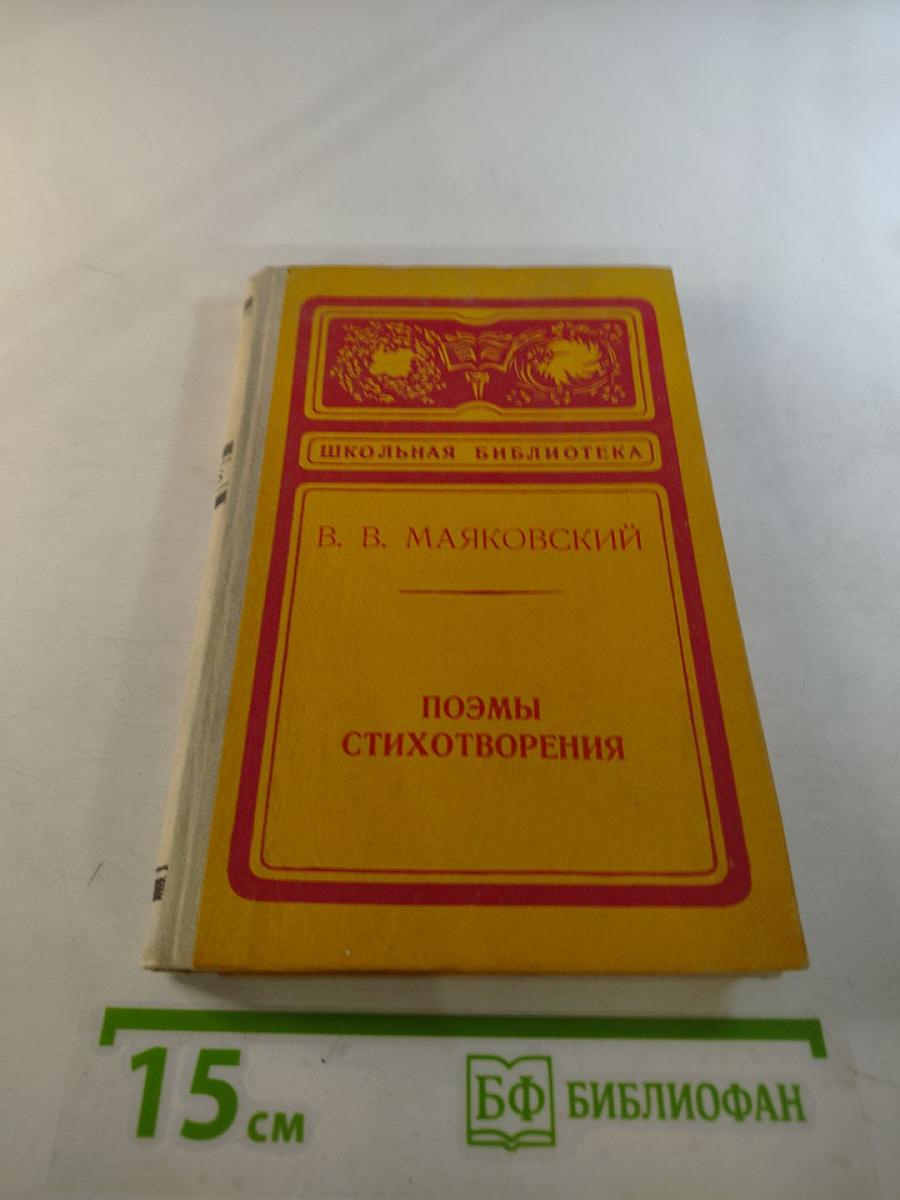 ШКОЛЬНАЯ БИБЛИОТЕКА
В. В. МАЯКОВСКИЙ
ПОЭМЫ
СТИХОТВОРЕНИЯ
15 см
БФ БИБЛИОФАН